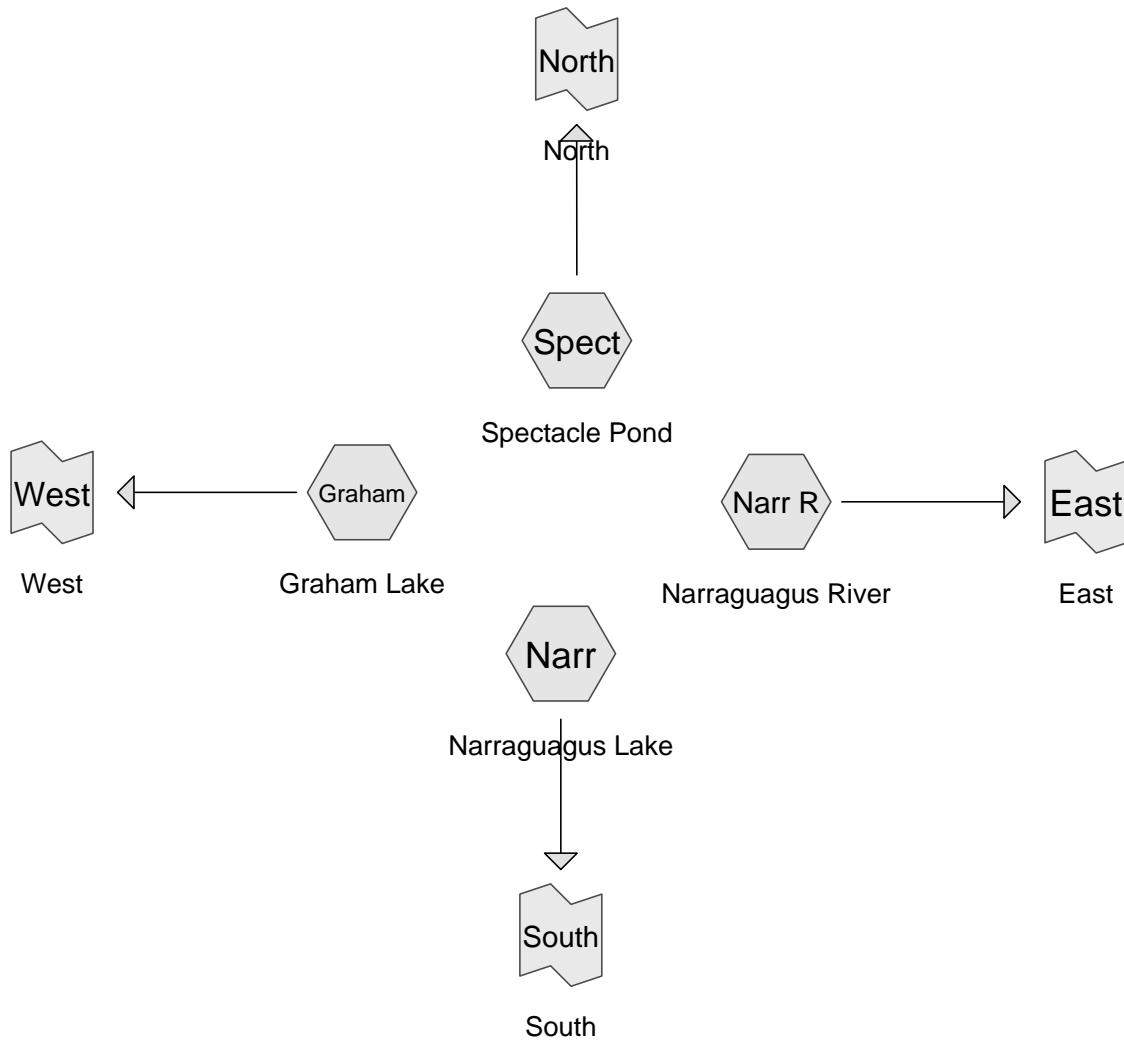 North
North
Spect
Spectacle Pond
West
Graham
Narr R
East
West
Graham Lake
Narraguagus River
East
Narr
Narraguagus Lake
South
South